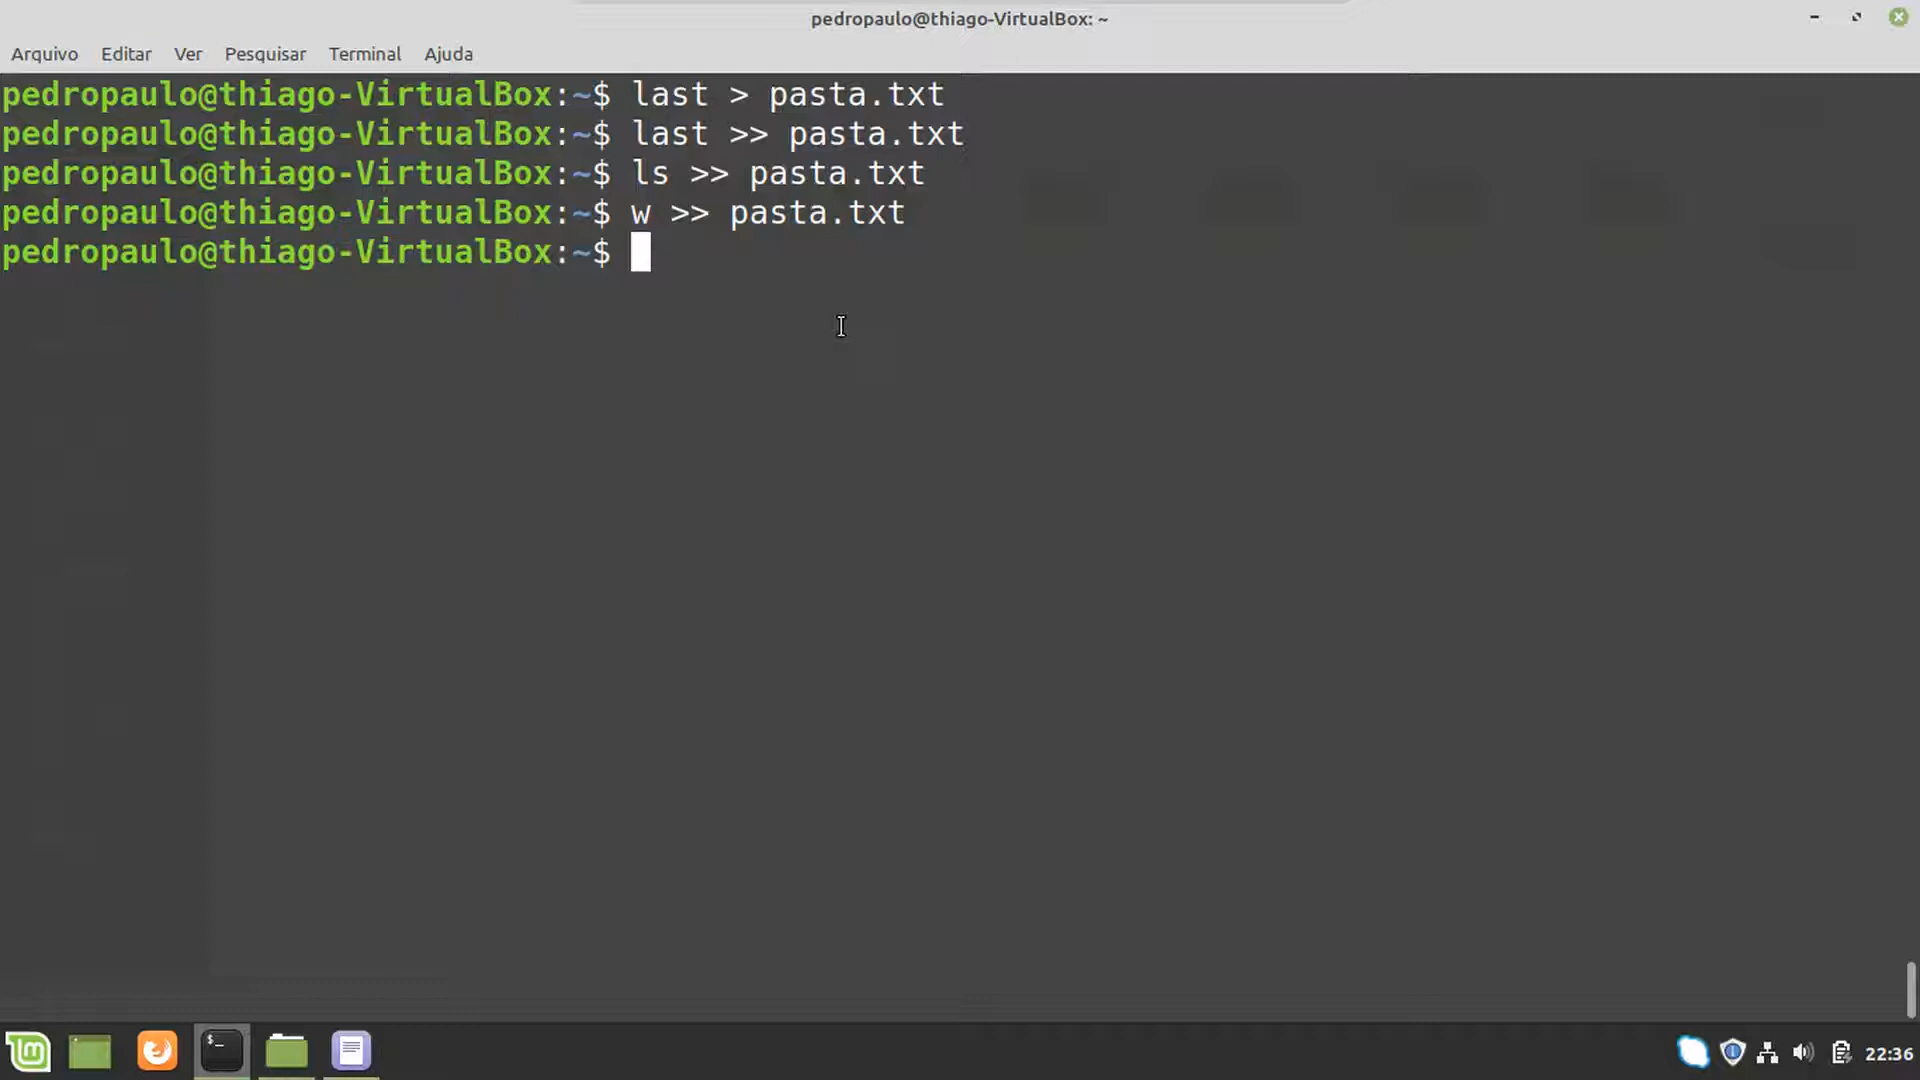 pedropaulo@thiago-VirtualBox: ~
Arquivo Editar Ver Pesquisar Terminal Ajuda
pedropaulo@thiago-VirtualBox:~$ last > pasta.txt
pedropaulo@thiago-VirtualBox:~$ last >> pasta.txt
pedropaulo@thiago-VirtualBox:~$ ls >> pasta.txt
pedropaulo@thiago-VirtualBox:~$ w >> pasta.txt
pedropaulo@thiago-VirtualBox:~$
$_
22:36